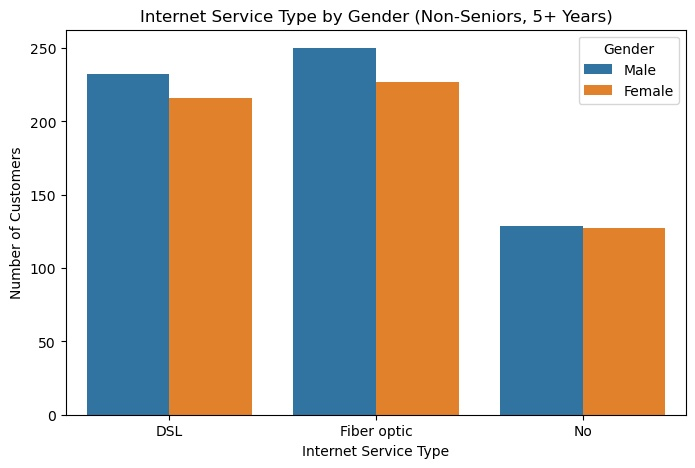 Internet Service Type by Gender (Non-Seniors, 5+ Years)
Gender
Male
Female
Number of Customers
250
200
150
100
50
0
DSL
Fiber optic
No
Internet Service Type